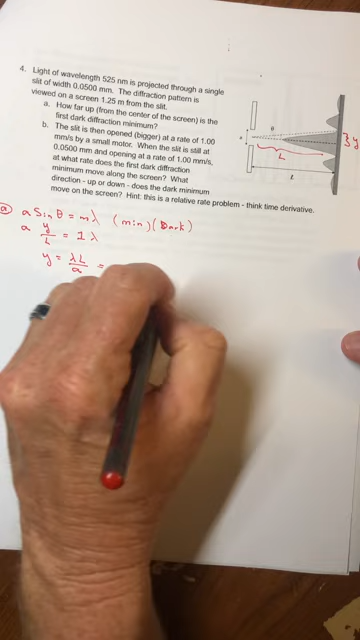 4. Light of wavelength 525 nm is projected through a single
slit of width 0.0500 mm. The diffraction pattern is
viewed on a screen 1.25 m from the slit.
a. How far up (from the center of the screen) is the
first dark diffraction minimum?
b. The slit is then opened (bigger) at a rate of 1.00
mm/s by a small motor. When the slit is still at
0.0500 mm and opening at a rate of 1.00 mm/s,
at what rate does the first dark diffraction
minimum move along the screen? What
direction - up or down - does the dark minimum
move on the screen? Hint: this is a relative rate problem - think time derivative.
θ
a
L
ℓ
y
a a Sin θ = mλ (min)(Dark)
a y/L = 1 λ
y = λL/a =